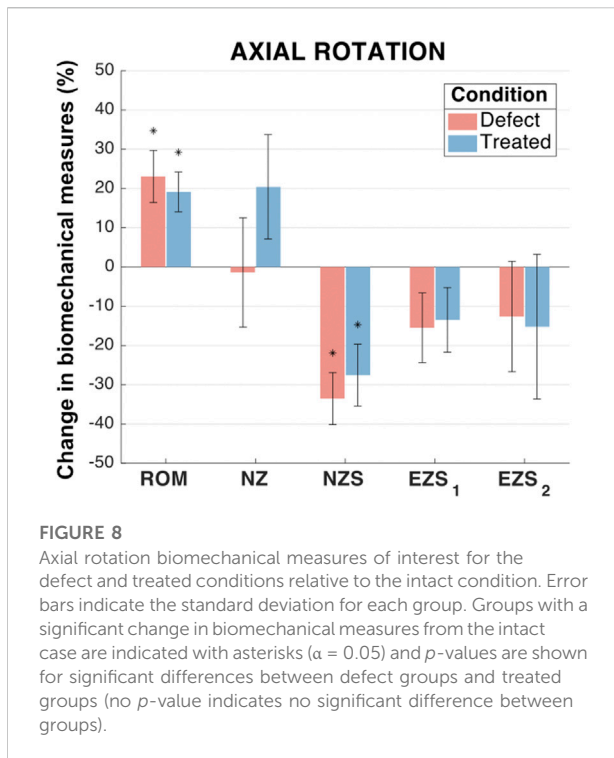 AXIAL ROTATION
Change in biomechanical measures (%)
50
40
30
20
10
0
-10
-20
-30
-40
-50
Condition
Defect
Treated
*
*
*
*
ROM NZ NZS EZS1 EZS2
FIGURE 8
Axial rotation biomechanical measures of interest for the
defect and treated conditions relative to the intact condition. Error
bars indicate the standard deviation for each group. Groups with a
significant change in biomechanical measures from the intact
case are indicated with asterisks (α = 0.05) and p-values are shown
for significant differences between defect groups and treated
groups (no p-value indicates no significant difference between
groups).